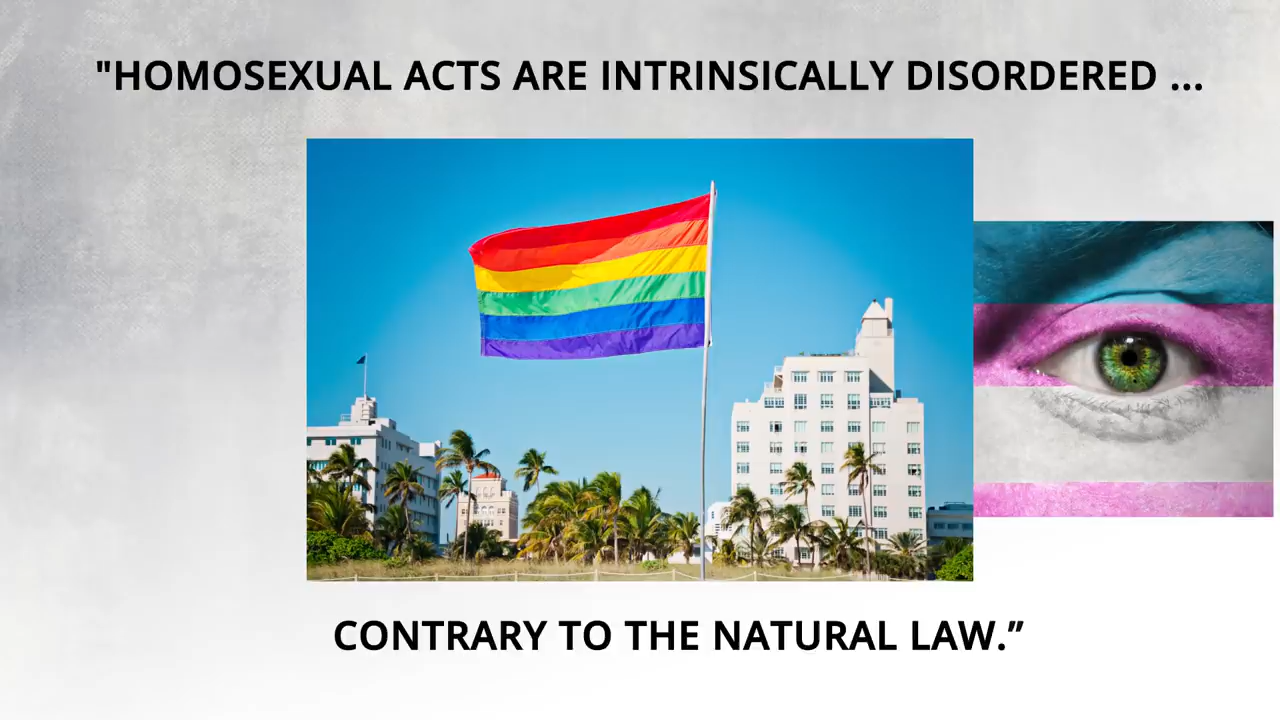 "HOMOSEXUAL ACTS ARE INTRINSICALLY DISORDERED ...
CONTRARY TO THE NATURAL LAW.”